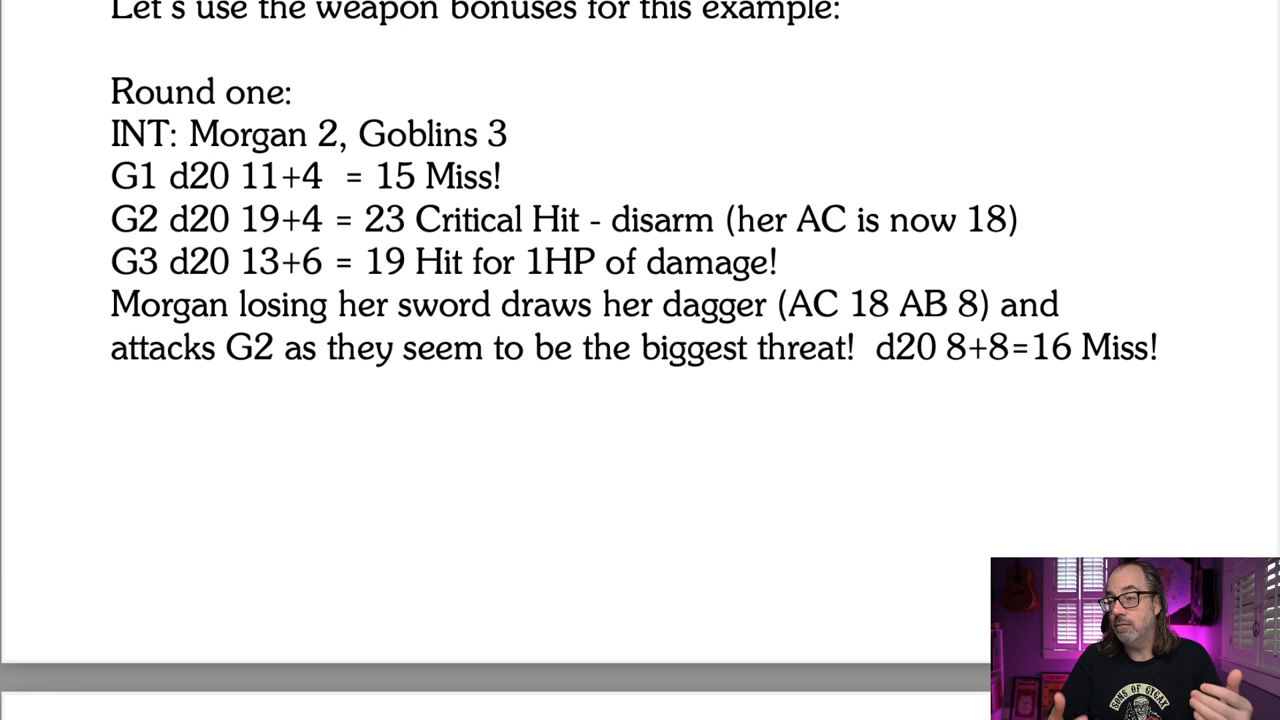 Let's use the weapon bonuses for this example:
Round one:
INT: Morgan 2, Goblins 3
G1 d20 11+4 = 15 Miss!
G2 d20 19+4 = 23 Critical Hit - disarm (her AC is now 18)
G3 d20 13+6 = 19 Hit for 1HP of damage!
Morgan losing her sword draws her dagger (AC 18 AB 8) and
attacks G2 as they seem to be the biggest threat! d20 8+8=16 Miss!
SONS OF GYGAX